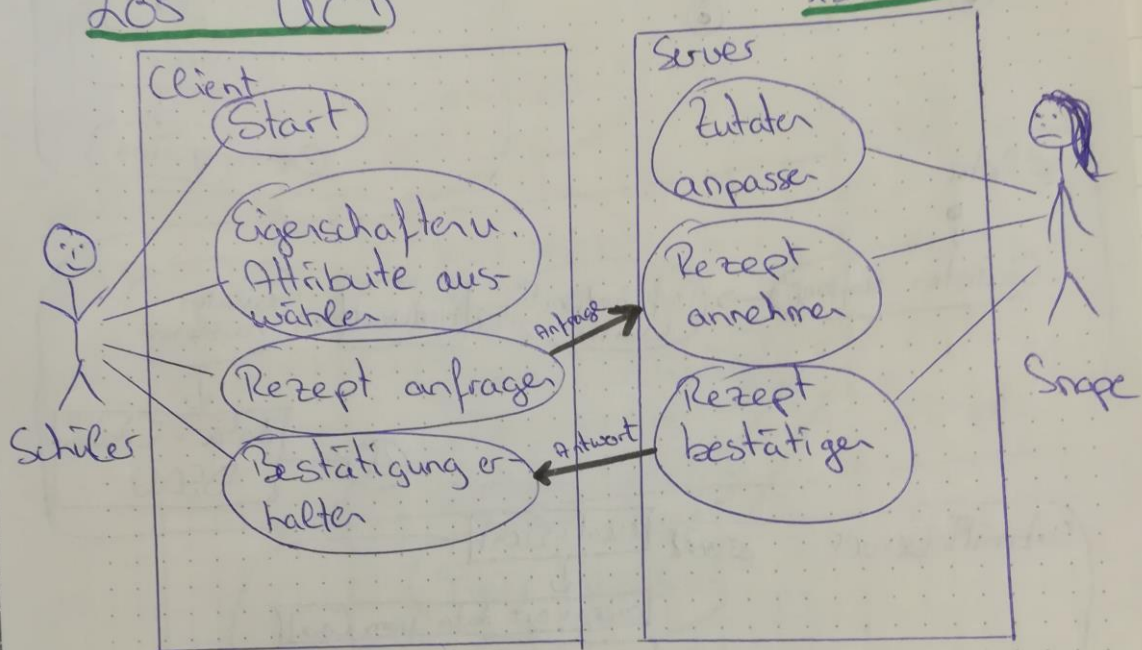 UCD
Client
Start
Eigenschaften u.
Attribute aus-
wählen
Rezept anfragen
Bestätigung er-
halten
Schüler
Anfrage
Antwort
Server
Zutaten
anpassen
Rezept
annehmen
Rezept
bestätigen
Snape